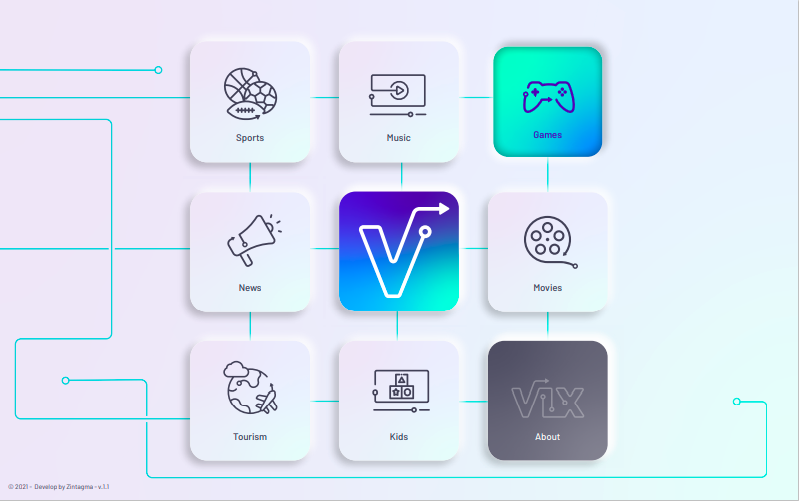 Sports
Music
Games
News
V
Movies
Tourism
Kids
VIX
About
© 2021 - Develop by Zintagma - v.1.1